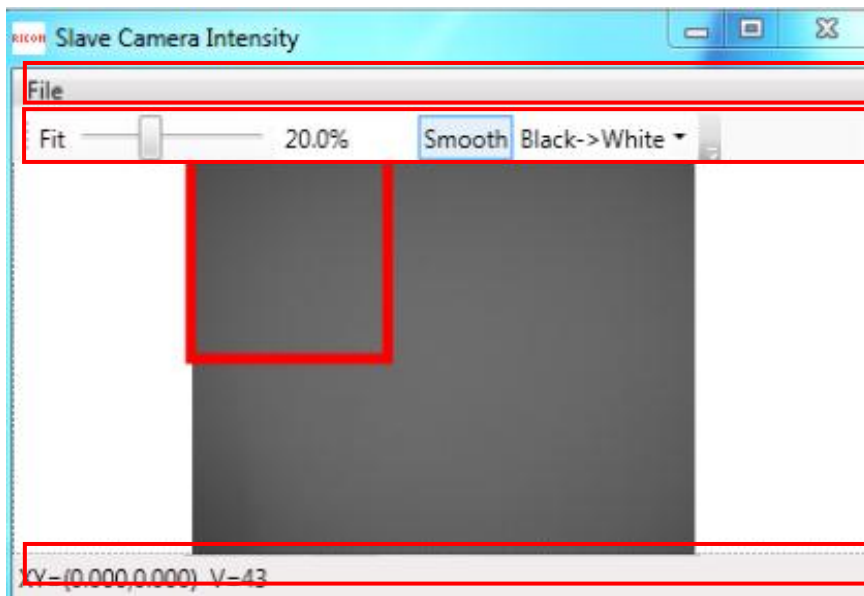 RICOH Slave Camera Intensity
File
Fit 20.0% Smooth Black->White
XY=(0.000,0.000) V=43